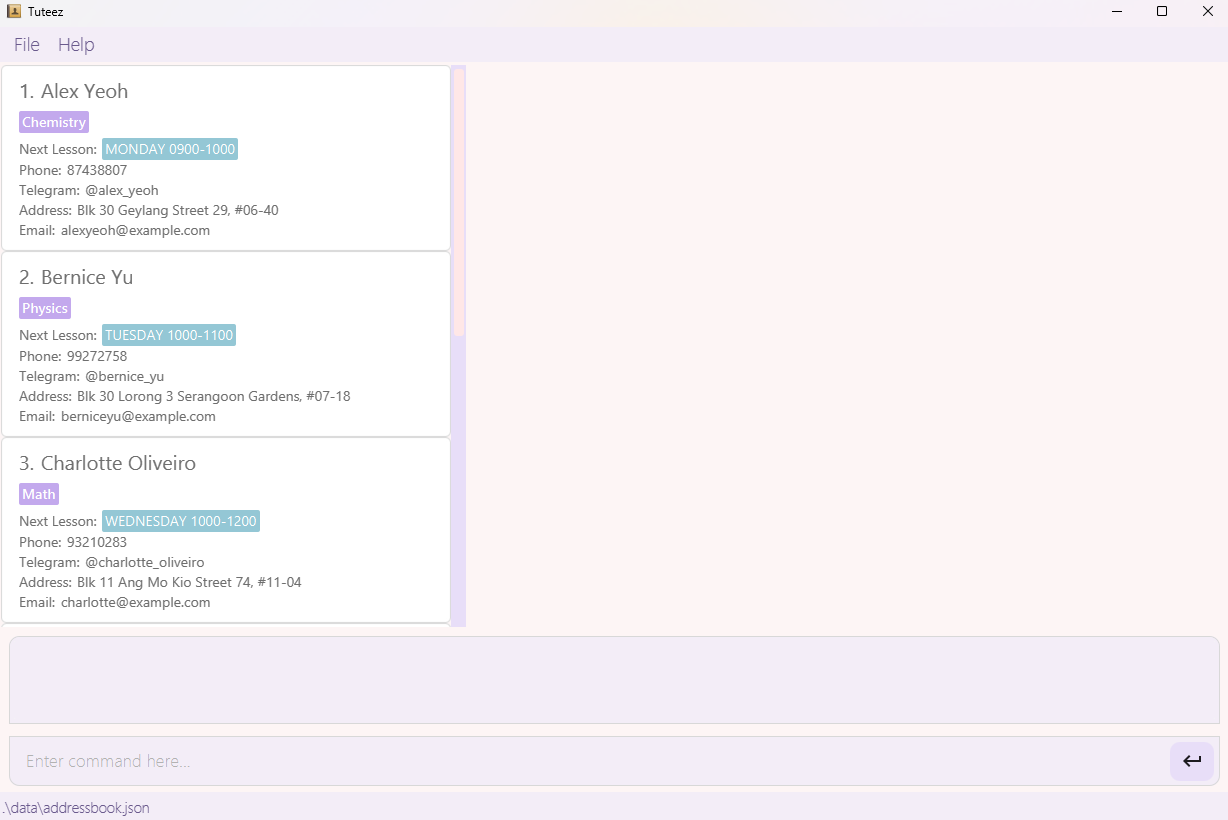 Tuteez
File Help
1. Alex Yeoh
Chemistry
Next Lesson: MONDAY 0900-1000
Phone: 87438807
Telegram: @alex_yeoh
Address: Blk 30 Geylang Street 29, #06-40
Email: alexyeoh@example.com
2. Bernice Yu
Physics
Next Lesson: TUESDAY 1000-1100
Phone: 99272758
Telegram: @bernice_yu
Address: Blk 30 Lorong 3 Serangoon Gardens, #07-18
Email: berniceyu@example.com
3. Charlotte Oliveiro
Math
Next Lesson: WEDNESDAY 1000-1200
Phone: 93210283
Telegram: @charlotte_oliveiro
Address: Blk 11 Ang Mo Kio Street 74, #11-04
Email: charlotte@example.com
Enter command here...
.\data\addressbook.json